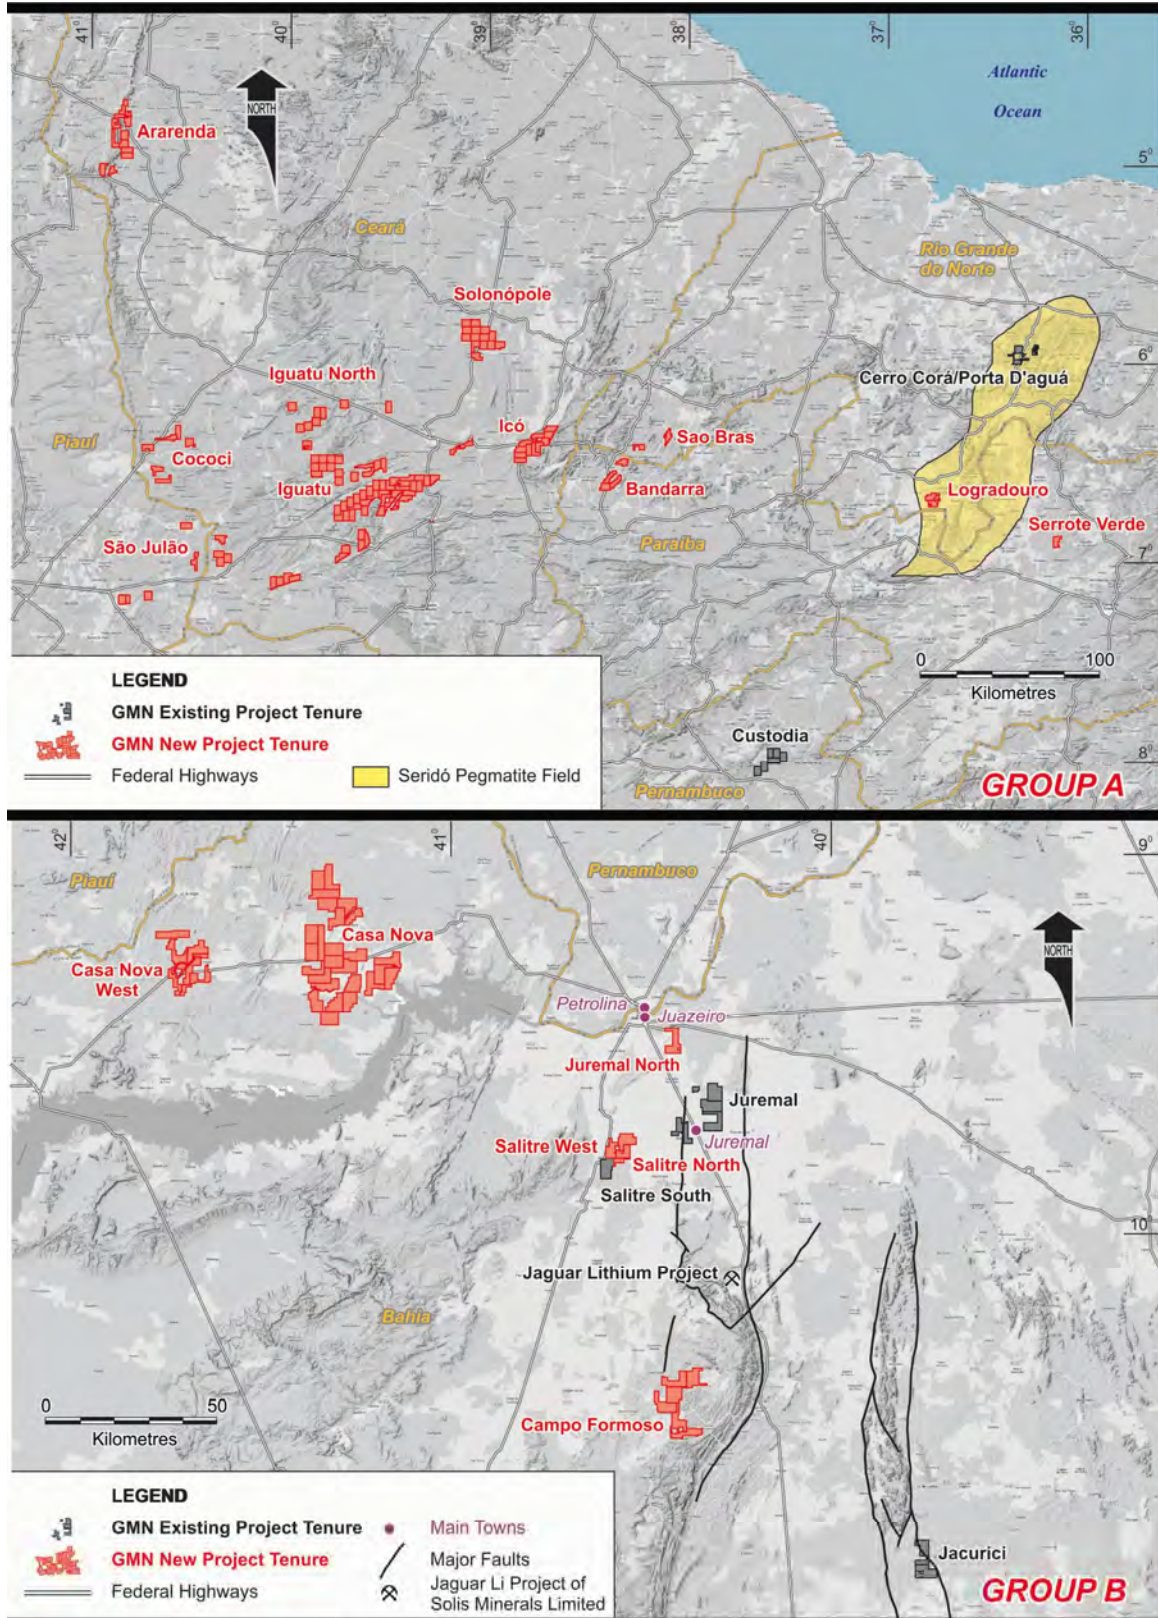 41°
40°
39°
38°
37°
36°
Atlantic
Ocean
NORTH
Ararenda
5°
Ceará
Rio Grande
do Norte
Solonópole
6°
Cerro Corá/Porta D'aguá
Iguatu North
Icó
Sao Bras
Piauí
Cococi
Iguatu
Bandarra
Logradouro
Serrote Verde
São Julão
Paraíba
7°
0 100
Kilometres
LEGEND
GMN Existing Project Tenure
GMN New Project Tenure
Federal Highways
Seridó Pegmatite Field
Custodia
8°
Pernambuco
GROUP A
42°
41°
40°
9°
Piauí
Pernambuco
NORTH
Casa Nova
Casa Nova
West
Petrolina
Juazeiro
Juremal North
Juremal
Juremal
Salitre West
Salitre North
Salitre South
10°
Jaguar Lithium Project
Bahia
0 50
Kilometres
Campo Formoso
LEGEND
GMN Existing Project Tenure
Main Towns
GMN New Project Tenure
Major Faults
Federal Highways
Jaguar Li Project of
Solis Minerals Limited
Jacurici
GROUP B